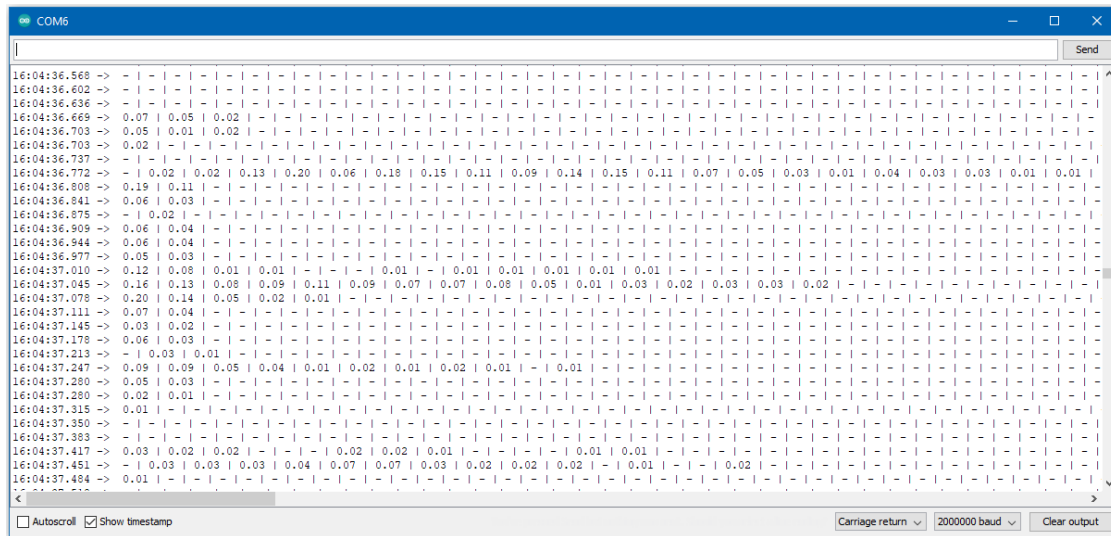 COM6
Send
16:04:36.568 -> - | - | - | - | - | - | - | - | - | - | - | - | - | - | - | - | - | - | - | - | - | - | - | - | - | - | - | - | - | - | - | - | - | - | - | - | - | - |
16:04:36.602 -> - | - | - | - | - | - | - | - | - | - | - | - | - | - | - | - | - | - | - | - | - | - | - | - | - | - | - | - | - | - | - | - | - | - | - | - | - | - |
16:04:36.636 -> - | - | - | - | - | - | - | - | - | - | - | - | - | - | - | - | - | - | - | - | - | - | - | - | - | - | - | - | - | - | - | - | - | - | - | - | - | - |
16:04:36.669 -> 0.07 | 0.05 | 0.02 | - | - | - | - | - | - | - | - | - | - | - | - | - | - | - | - | - | - | - | - | - | - | - | - | - | - | - | - | - | - | - | - | -
16:04:36.703 -> 0.05 | 0.01 | 0.02 | - | - | - | - | - | - | - | - | - | - | - | - | - | - | - | - | - | - | - | - | - | - | - | - | - | - | - | - | - | - | - | - | -
16:04:36.703 -> 0.02 | - | - | - | - | - | - | - | - | - | - | - | - | - | - | - | - | - | - | - | - | - | - | - | - | - | - | - | - | - | - | - | - | - | - | - | - |
16:04:36.737 -> - | - | - | - | - | - | - | - | - | - | - | - | - | - | - | - | - | - | - | - | - | - | - | - | - | - | - | - | - | - | - | - | - | - | - | - | - | - |
16:04:36.772 -> - | 0.02 | 0.02 | 0.13 | 0.20 | 0.06 | 0.18 | 0.15 | 0.11 | 0.09 | 0.14 | 0.15 | 0.11 | 0.07 | 0.05 | 0.03 | 0.01 | 0.04 | 0.03 | 0.03 | 0.01 | 0.01 |
16:04:36.808 -> 0.19 | 0.11 | - | - | - | - | - | - | - | - | - | - | - | - | - | - | - | - | - | - | - | - | - | - | - | - | - | - | - | - | - | - | - | - | - | - | -
16:04:36.841 -> 0.06 | 0.03 | - | - | - | - | - | - | - | - | - | - | - | - | - | - | - | - | - | - | - | - | - | - | - | - | - | - | - | - | - | - | - | - | - | - | -
16:04:36.875 -> - | 0.02 | - | - | - | - | - | - | - | - | - | - | - | - | - | - | - | - | - | - | - | - | - | - | - | - | - | - | - | - | - | - | - | - | - | - | - |
16:04:36.909 -> 0.06 | 0.04 | - | - | - | - | - | - | - | - | - | - | - | - | - | - | - | - | - | - | - | - | - | - | - | - | - | - | - | - | - | - | - | - | - | - | -
16:04:36.944 -> 0.06 | 0.04 | - | - | - | - | - | - | - | - | - | - | - | - | - | - | - | - | - | - | - | - | - | - | - | - | - | - | - | - | - | - | - | - | - | - | -
16:04:36.977 -> 0.05 | 0.03 | - | - | - | - | - | - | - | - | - | - | - | - | - | - | - | - | - | - | - | - | - | - | - | - | - | - | - | - | - | - | - | - | - | - | -
16:04:37.010 -> 0.12 | 0.08 | 0.01 | 0.01 | - | - | - | 0.01 | - | 0.01 | 0.01 | 0.01 | 0.01 | 0.01 | - | - | - | - | - | - | - | - | - | - | - | - | - | - | - | - | -
16:04:37.045 -> 0.16 | 0.13 | 0.08 | 0.09 | 0.11 | 0.09 | 0.07 | 0.07 | 0.08 | 0.05 | 0.01 | 0.03 | 0.02 | 0.03 | 0.03 | 0.02 | - | - | - | - | - | - | - | - | - | - |
16:04:37.078 -> 0.20 | 0.14 | 0.05 | 0.02 | 0.01 | - | - | - | - | - | - | - | - | - | - | - | - | - | - | - | - | - | - | - | - | - | - | - | - | - | - | - | - | - |
16:04:37.111 -> 0.07 | 0.04 | - | - | - | - | - | - | - | - | - | - | - | - | - | - | - | - | - | - | - | - | - | - | - | - | - | - | - | - | - | - | - | - | - | - | -
16:04:37.145 -> 0.03 | 0.02 | - | - | - | - | - | - | - | - | - | - | - | - | - | - | - | - | - | - | - | - | - | - | - | - | - | - | - | - | - | - | - | - | - | - | -
16:04:37.178 -> 0.06 | 0.03 | - | - | - | - | - | - | - | - | - | - | - | - | - | - | - | - | - | - | - | - | - | - | - | - | - | - | - | - | - | - | - | - | - | - | -
16:04:37.213 -> - | 0.03 | 0.01 | - | - | - | - | - | - | - | - | - | - | - | - | - | - | - | - | - | - | - | - | - | - | - | - | - | - | - | - | - | - | - | - | - | -
16:04:37.247 -> 0.09 | 0.09 | 0.05 | 0.04 | 0.01 | 0.02 | 0.01 | 0.02 | 0.01 | - | 0.01 | - | - | - | - | - | - | - | - | - | - | - | - | - | - | - | - | - | - | - | -
16:04:37.280 -> 0.05 | 0.03 | - | - | - | - | - | - | - | - | - | - | - | - | - | - | - | - | - | - | - | - | - | - | - | - | - | - | - | - | - | - | - | - | - | - | -
16:04:37.280 -> 0.02 | 0.01 | - | - | - | - | - | - | - | - | - | - | - | - | - | - | - | - | - | - | - | - | - | - | - | - | - | - | - | - | - | - | - | - | - | - | -
16:04:37.315 -> 0.01 | - | - | - | - | - | - | - | - | - | - | - | - | - | - | - | - | - | - | - | - | - | - | - | - | - | - | - | - | - | - | - | - | - | - | - | - |
16:04:37.350 -> - | - | - | - | - | - | - | - | - | - | - | - | - | - | - | - | - | - | - | - | - | - | - | - | - | - | - | - | - | - | - | - | - | - | - | - | - | - |
16:04:37.383 -> - | - | - | - | - | - | - | - | - | - | - | - | - | - | - | - | - | - | - | - | - | - | - | - | - | - | - | - | - | - | - | - | - | - | - | - | - | - |
16:04:37.417 -> 0.03 | 0.02 | 0.02 | - | - | - | 0.02 | 0.02 | 0.01 | - | - | - | 0.01 | 0.01 | - | - | - | - | - | - | - | - | - | - | - | - | - | - | - | - | - | - |
16:04:37.451 -> - | 0.03 | 0.03 | 0.03 | 0.04 | 0.07 | 0.07 | 0.03 | 0.02 | 0.02 | 0.02 | - | 0.01 | - | - | 0.02 | - | - | - | - | - | - | - | - | - | - | - | - | - |
16:04:37.484 -> 0.01 | - | - | - | - | - | - | - | - | - | - | - | - | - | - | - | - | - | - | - | - | - | - | - | - | - | - | - | - | - | - | - | - | - | - | - | - |
Autoscroll Show timestamp Carriage return 2000000 baud Clear output